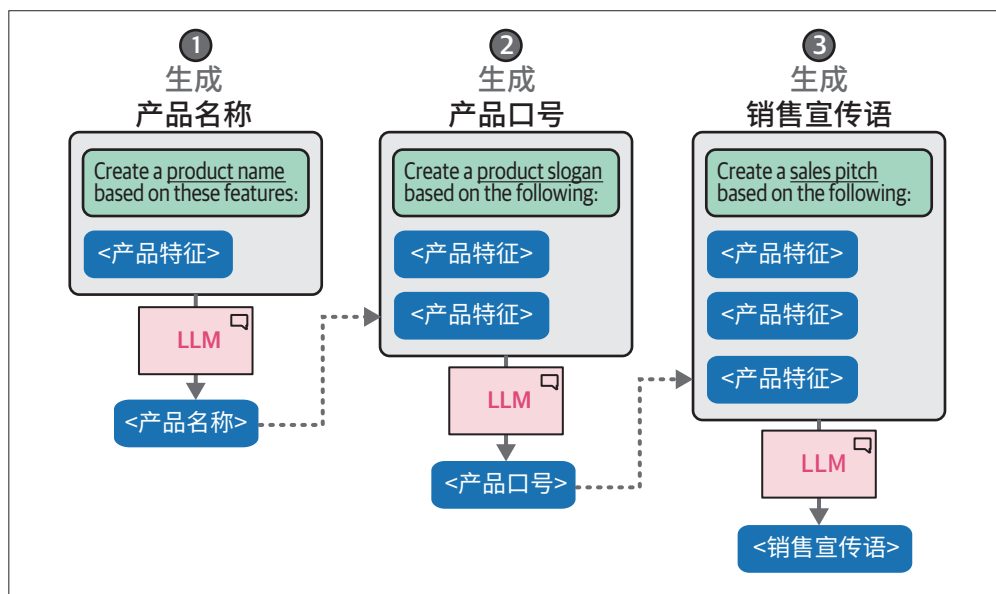 1
生成
产品名称
Create a product name
based on these features:
<产品特征>
LLM
<产品名称>
2
生成
产品口号
Create a product slogan
based on the following:
<产品特征>
<产品特征>
LLM
<产品口号>
3
生成
销售宣传语
Create a sales pitch
based on the following:
<产品特征>
<产品特征>
<产品特征>
LLM
<销售宣传语>